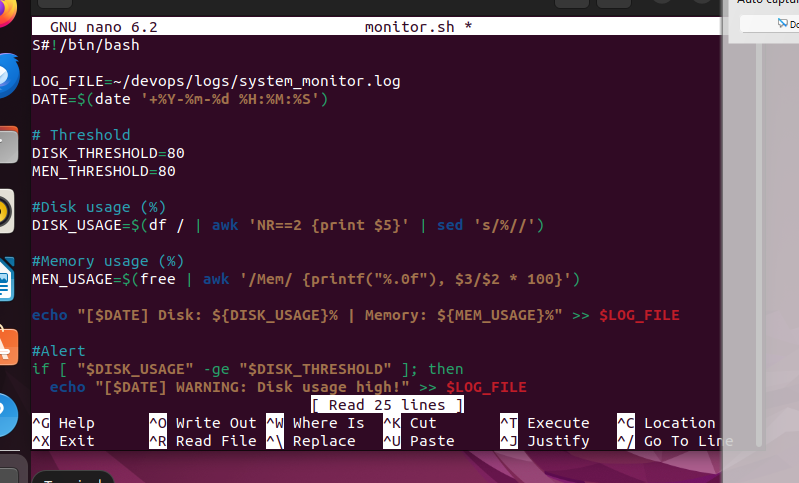 Auto captur
Do
GNU nano 6.2 monitor.sh *
S#!/bin/bash
LOG_FILE=~/devops/logs/system_monitor.log
DATE=$(date '+%Y-%m-%d %H:%M:%S')
# Threshold
DISK_THRESHOLD=80
MEN_THRESHOLD=80
#Disk usage (%)
DISK_USAGE=$(df / | awk 'NR==2 {print $5}' | sed 's/%//')
#Memory usage (%)
MEN_USAGE=$(free | awk '/Mem/ {printf("%.0f"), $3/$2 * 100}')
echo "[$DATE] Disk: ${DISK_USAGE}% | Memory: ${MEM_USAGE}%" >> $LOG_FILE
#Alert
if [ "$DISK_USAGE" -ge "$DISK_THRESHOLD" ]; then
  echo "[$DATE] WARNING: Disk usage high!" >> $LOG_FILE
[ Read 25 lines ]
^G Help ^O Write Out ^W Where Is ^K Cut ^T Execute ^C Location
^X Exit ^R Read File ^\ Replace ^U Paste ^J Justify ^/ Go To Line
Terminal